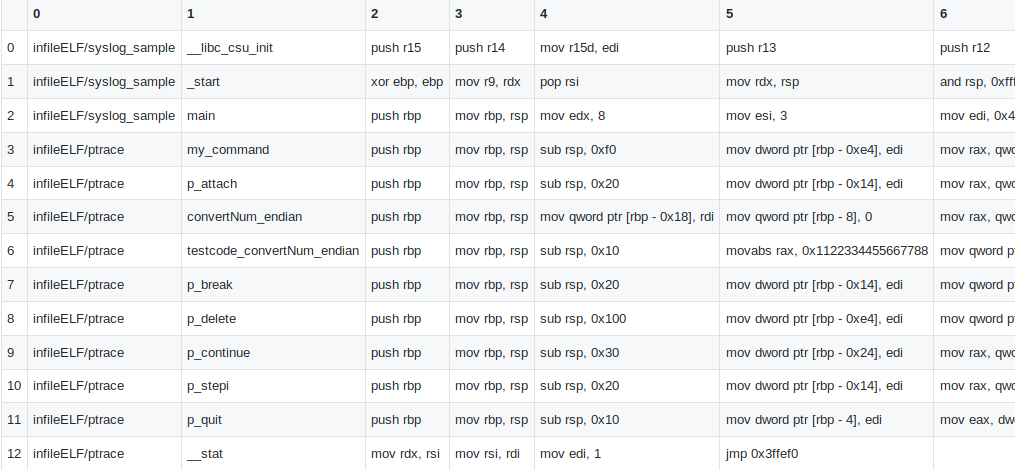 0 1 2 3 4 5 6
0 infileELF/syslog_sample __libc_csu_init push r15 push r14 mov r15d, edi push r13 push r12
1 infileELF/syslog_sample _start xor ebp, ebp mov r9, rdx pop rsi mov rdx, rsp and rsp, 0xfff
2 infileELF/syslog_sample main push rbp mov rbp, rsp mov edx, 8 mov esi, 3 mov edi, 0x4
3 infileELF/ptrace my_command push rbp mov rbp, rsp sub rsp, 0xf0 mov dword ptr [rbp - 0xe4], edi mov rax, qwo
4 infileELF/ptrace p_attach push rbp mov rbp, rsp sub rsp, 0x20 mov dword ptr [rbp - 0x14], edi mov rax, qwo
5 infileELF/ptrace convertNum_endian push rbp mov rbp, rsp mov qword ptr [rbp - 0x18], rdi mov qword ptr [rbp - 8], 0 mov rax, qwo
6 infileELF/ptrace testcode_convertNum_endian push rbp mov rbp, rsp sub rsp, 0x10 movabs rax, 0x1122334455667788 mov qword pt
7 infileELF/ptrace p_break push rbp mov rbp, rsp sub rsp, 0x20 mov dword ptr [rbp - 0x14], edi mov qword pt
8 infileELF/ptrace p_delete push rbp mov rbp, rsp sub rsp, 0x100 mov dword ptr [rbp - 0xe4], edi mov qword pt
9 infileELF/ptrace p_continue push rbp mov rbp, rsp sub rsp, 0x30 mov dword ptr [rbp - 0x24], edi mov rax, qwo
10 infileELF/ptrace p_stepi push rbp mov rbp, rsp sub rsp, 0x20 mov dword ptr [rbp - 0x14], edi mov rax, qwo
11 infileELF/ptrace p_quit push rbp mov rbp, rsp sub rsp, 0x10 mov dword ptr [rbp - 4], edi mov eax, dwo
12 infileELF/ptrace __stat mov rdx, rsi mov rsi, rdi mov edi, 1 jmp 0x3ffef0